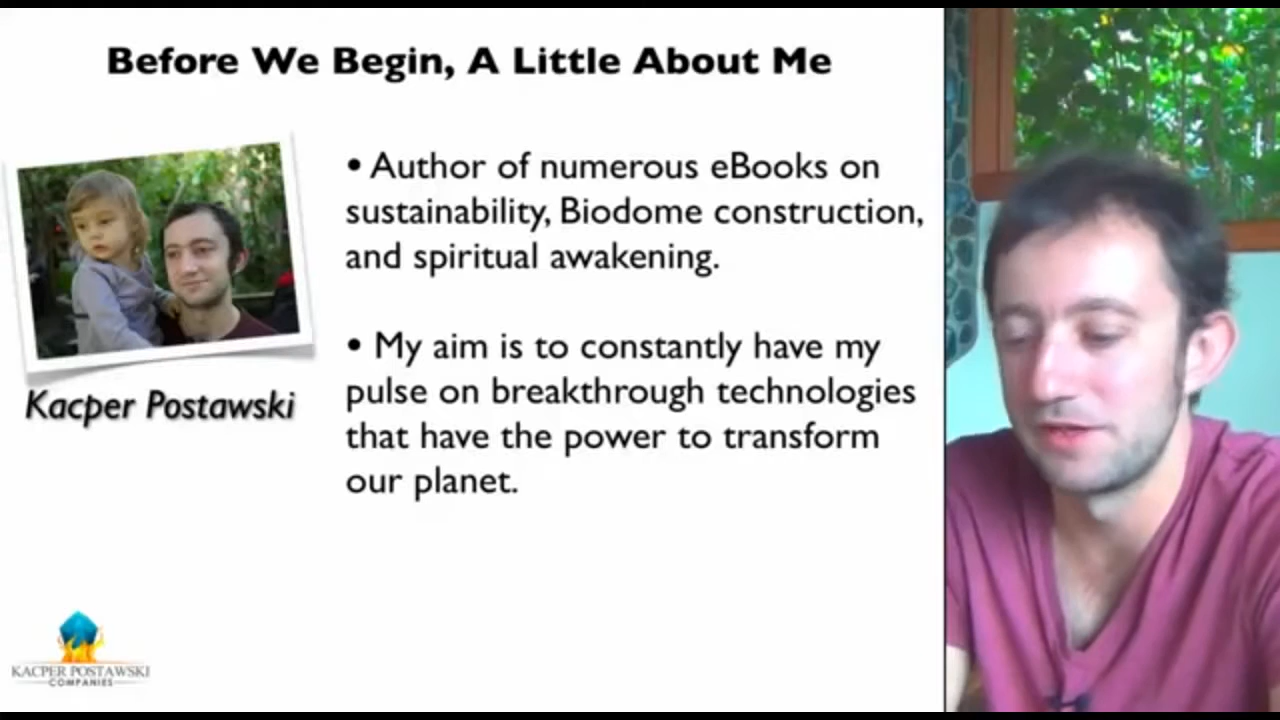 Before We Begin, A Little About Me
• Author of numerous eBooks on
sustainability, Biodome construction,
and spiritual awakening.
• My aim is to constantly have my
pulse on breakthrough technologies
that have the power to transform
our planet.
Kacper Postawski
KACPER POSTAWSKI
COMPANIES